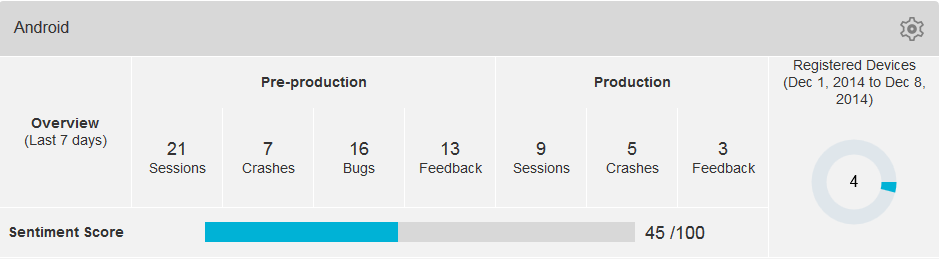 Android
Pre-production
Production
Registered Devices
(Dec 1, 2014 to Dec 8,
2014)
Overview
(Last 7 days)
21
Sessions
7
Crashes
16
Bugs
13
Feedback
9
Sessions
5
Crashes
3
Feedback
4
Sentiment Score
45 /100